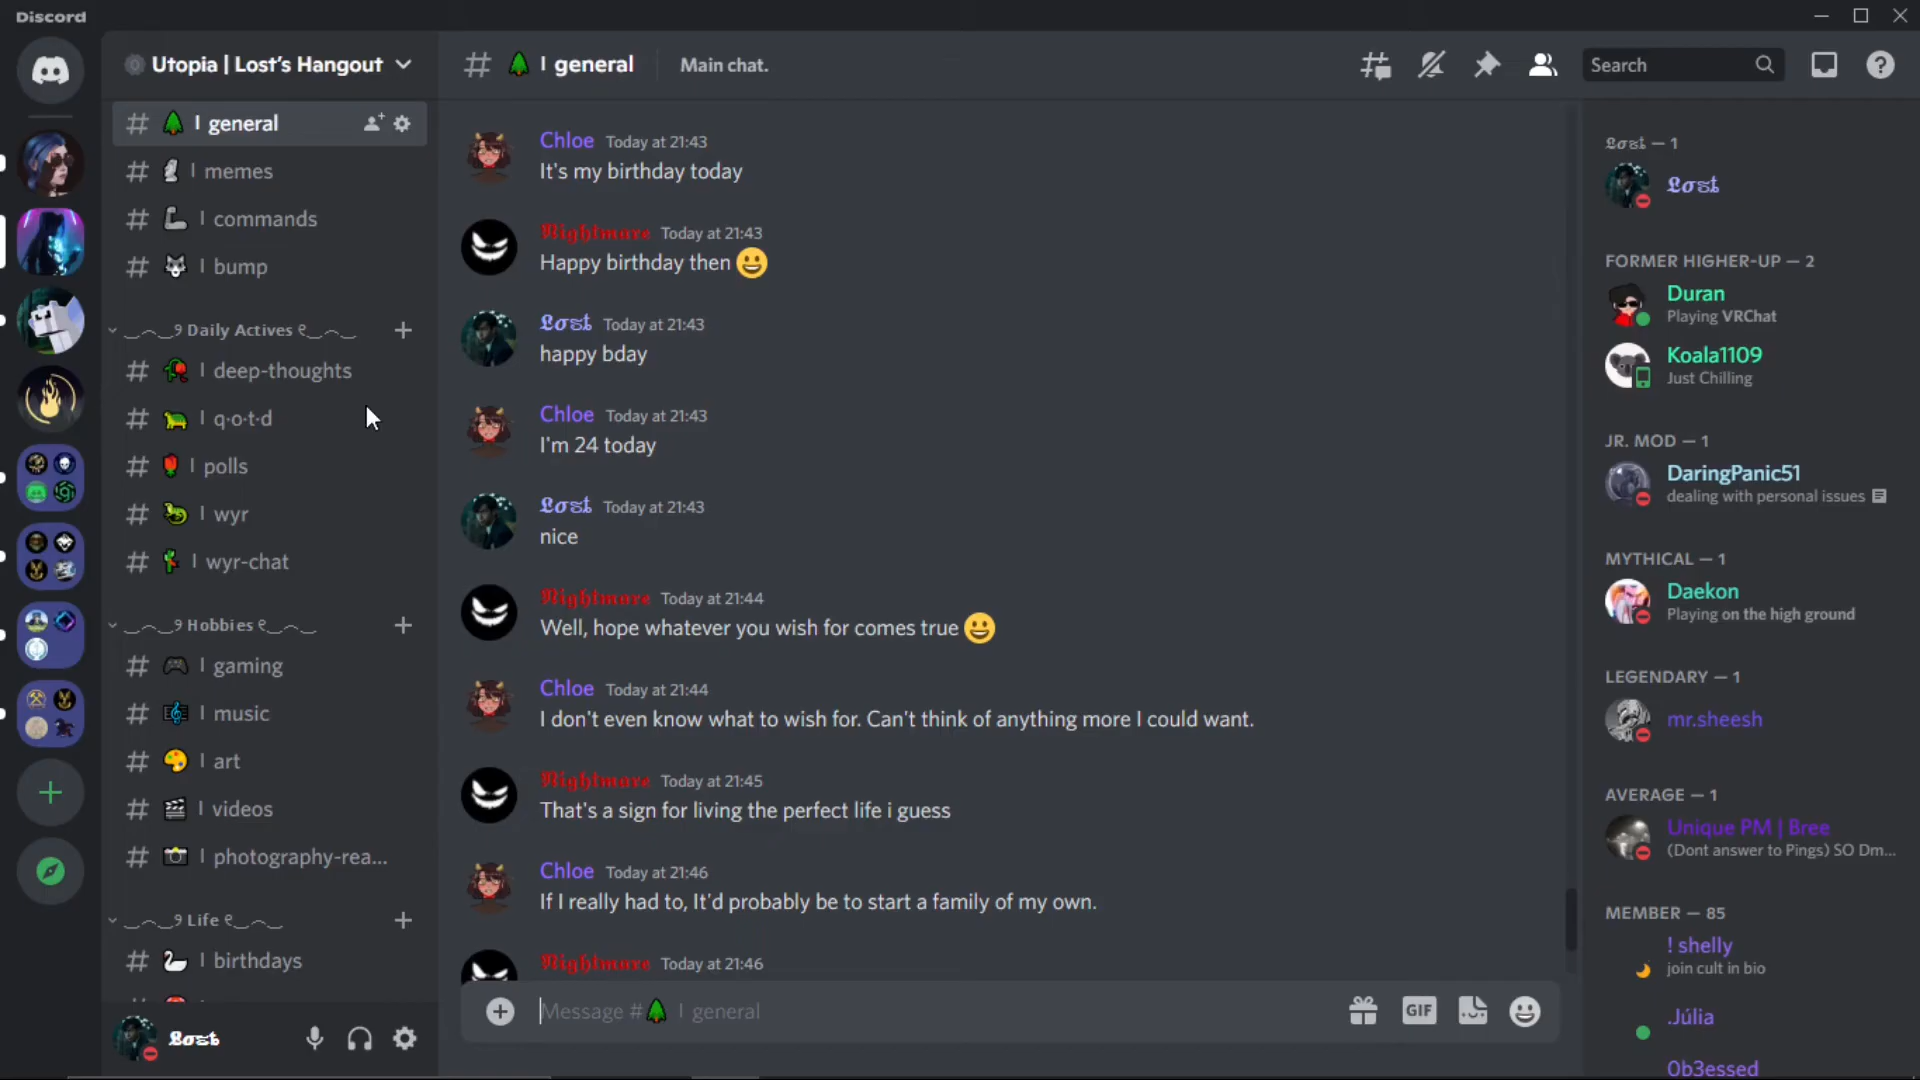 Discord
Utopia | Lost's Hangout
general
memes
commands
bump
Daily Actives
deep-thoughts
q·o·t·d
polls
wyr
wyr-chat
Hobbies
gaming
music
art
videos
photography-rea...
Life
birthdays
𝕷𝖔𝖘𝖙
# 🌲 | general
Main chat.
Search
Chloe Today at 21:43
It's my birthday today
𝕹𝖎𝖌𝖍𝖙𝖒𝖆𝖗𝖊 Today at 21:43
Happy birthday then 😀
𝕷𝖔𝖘𝖙 Today at 21:43
happy bday
Chloe Today at 21:43
I'm 24 today
𝕷𝖔𝖘𝖙 Today at 21:43
nice
𝕹𝖎𝖌𝖍𝖙𝖒𝖆𝖗𝖊 Today at 21:44
Well, hope whatever you wish for comes true 😀
Chloe Today at 21:44
I don't even know what to wish for. Can't think of anything more I could want.
𝕹𝖎𝖌𝖍𝖙𝖒𝖆𝖗𝖊 Today at 21:45
That's a sign for living the perfect life i guess
Chloe Today at 21:46
If I really had to, It'd probably be to start a family of my own.
𝕹𝖎𝖌𝖍𝖙𝖒𝖆𝖗𝖊 Today at 21:46
Message #🌲 | general
GIF
𝕷𝖔𝖘𝖙 — 1
𝕷𝖔𝖘𝖙
FORMER HIGHER-UP — 2
Duran
Playing VRChat
Koala1109
Just Chilling
JR. MOD — 1
DaringPanic51
dealing with personal issues
MYTHICAL — 1
Daekon
Playing on the high ground
LEGENDARY — 1
mr.sheesh
AVERAGE — 1
Unique PM | Bree
(Dont answer to Pings) SO Dm...
MEMBER — 85
! shelly
join cult in bio
.Júlia
0b3essed